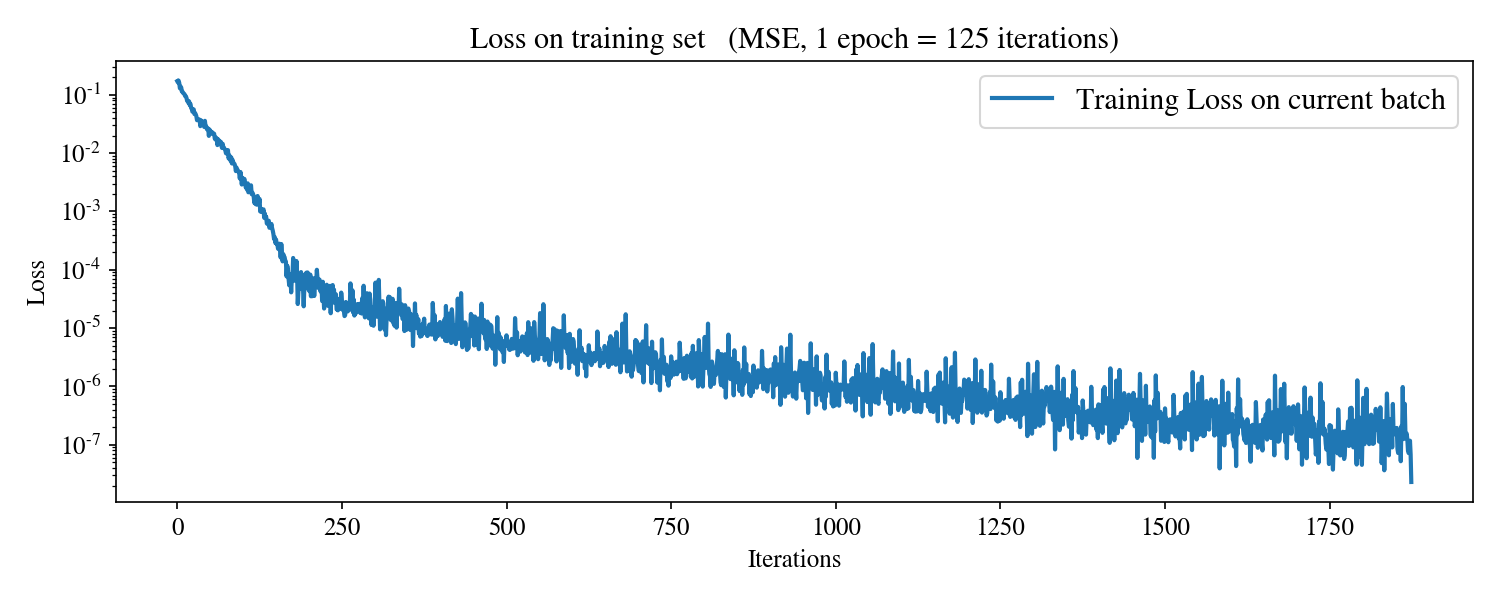 Loss on training set (MSE, 1 epoch = 125 iterations)
Training Loss on current batch
Loss
10^-1
10^-2
10^-3
10^-4
10^-5
10^-6
10^-7
0 250 500 750 1000 1250 1500 1750
Iterations